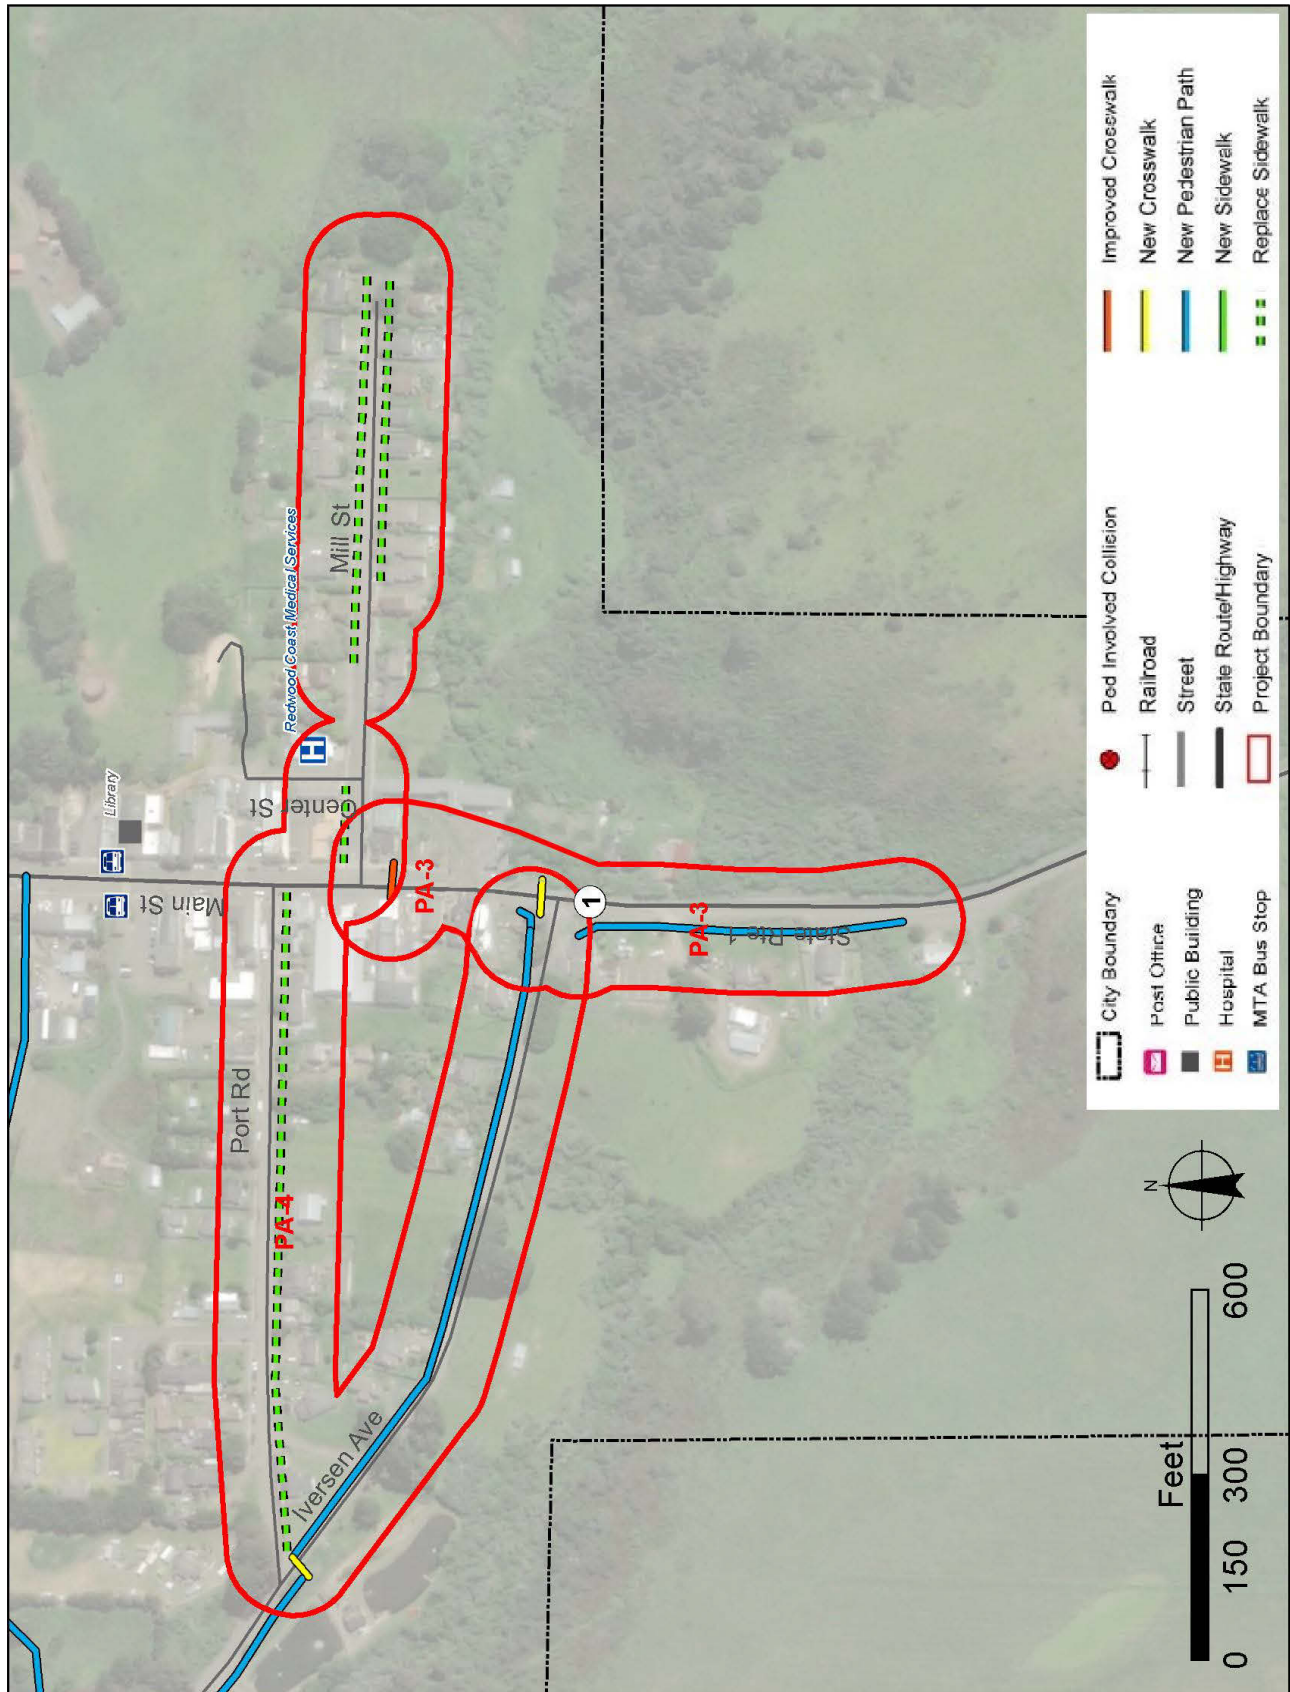 Redwood Coast Medical Services
H
Library
Mill St
Center St
Main St
PA-3
1
PA-3
State Rte 1
Port Rd
PA-4
Iversen Ave
N
Feet
0 150 300 600
City Boundary
Post Office
Public Building
H Hospital
MTA Bus Stop
Ped Involved Collision
Railroad
Street
State Route/Highway
Project Boundary
Improved Crosswalk
New Crosswalk
New Pedestrian Path
New Sidewalk
Replace Sidewalk